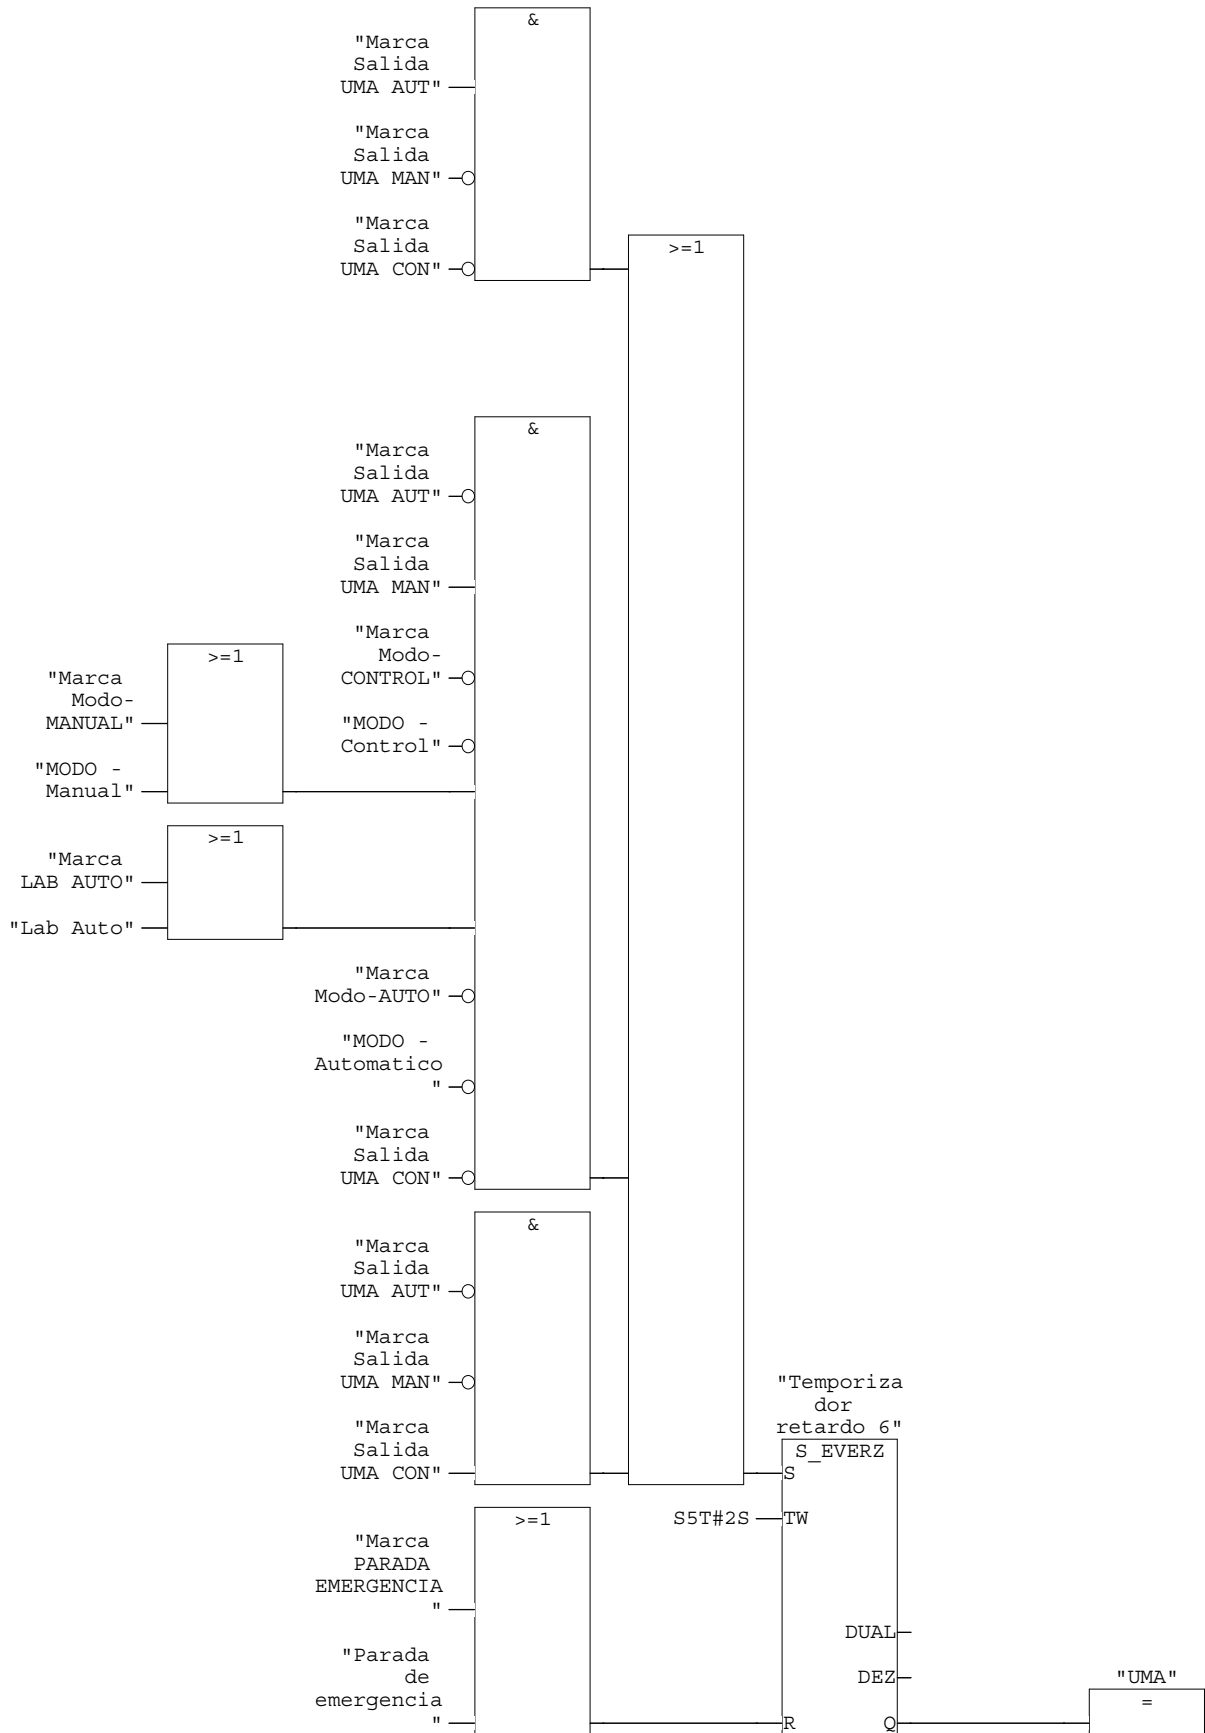 &
"Marca
Salida
UMA AUT"
"Marca
Salida
UMA MAN"
"Marca
Salida
UMA CON"
>=1
&
"Marca
Salida
UMA AUT"
"Marca
Salida
UMA MAN"
"Marca
Modo-
CONTROL"
"MODO -
Control"
>=1
"Marca
Modo-
MANUAL"
"MODO -
Manual"
>=1
"Marca
LAB AUTO"
"Lab Auto"
"Marca
Modo-AUTO"
"MODO -
Automatico
"
"Marca
Salida
UMA CON"
&
"Marca
Salida
UMA AUT"
"Marca
Salida
UMA MAN"
"Marca
Salida
UMA CON"
"Temporiza
dor
retardo 6"
S_EVERZ
S
S5T#2S
TW
>=1
"Marca
PARADA
EMERGENCIA
"
"Parada
de
emergencia
"
DUAL
DEZ
R
Q
"UMA"
=